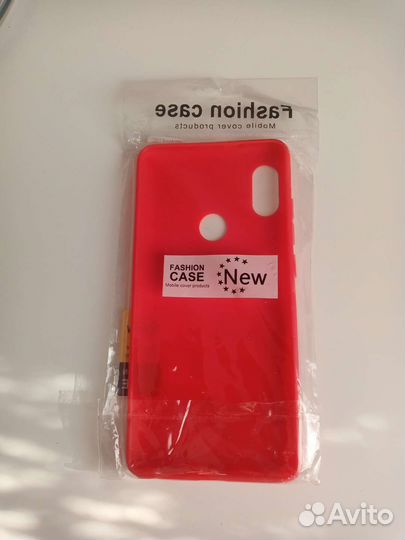 Fashion case
Mobile cover products
FASHION
CASE
Mobile cover products
New
Avito